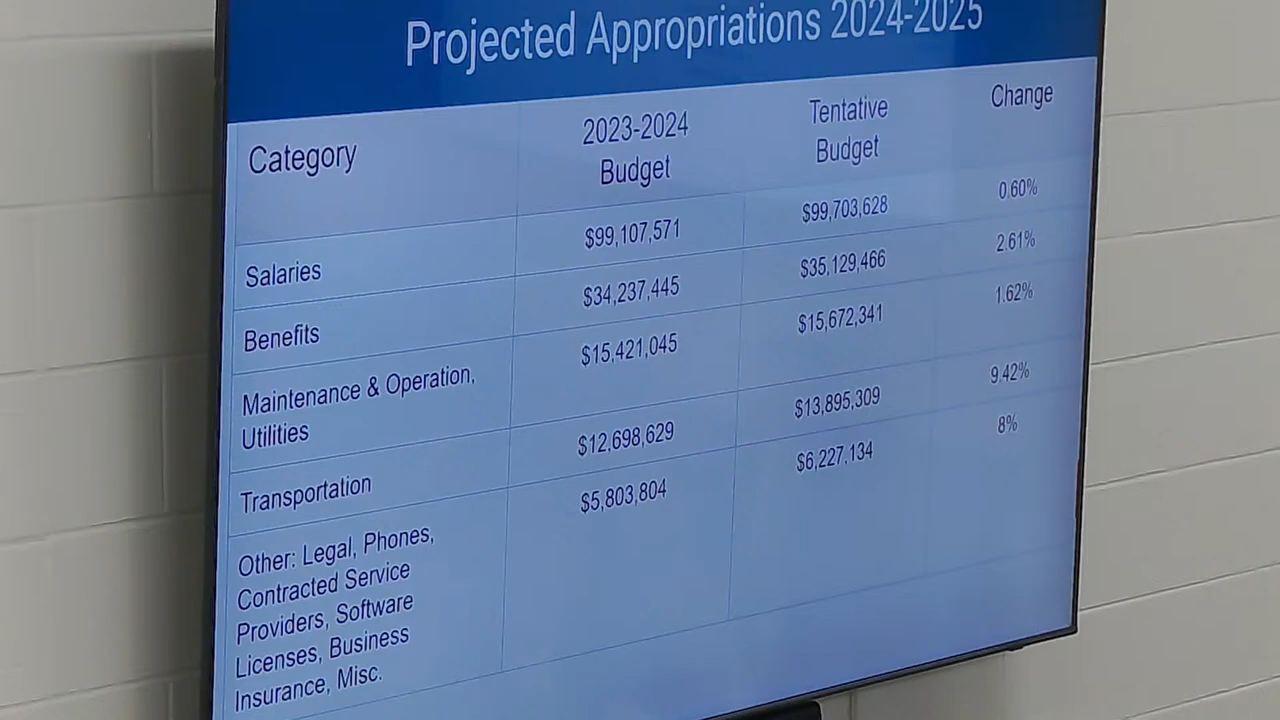 Projected Appropriations 2024-2025
Category
2023-2024
Budget
Tentative
Budget
Change
Salaries
$99,107,571
$99,703,628
0.60%
Benefits
$34,237,445
$35,129,466
2.61%
Maintenance & Operation,
Utilities
$15,421,045
$15,672,341
1.62%
Transportation
$12,698,629
$13,895,309
9.42%
Other: Legal, Phones,
Contracted Service
Providers, Software
Licenses, Business
Insurance, Misc.
$5,803,804
$6,227,134
8%